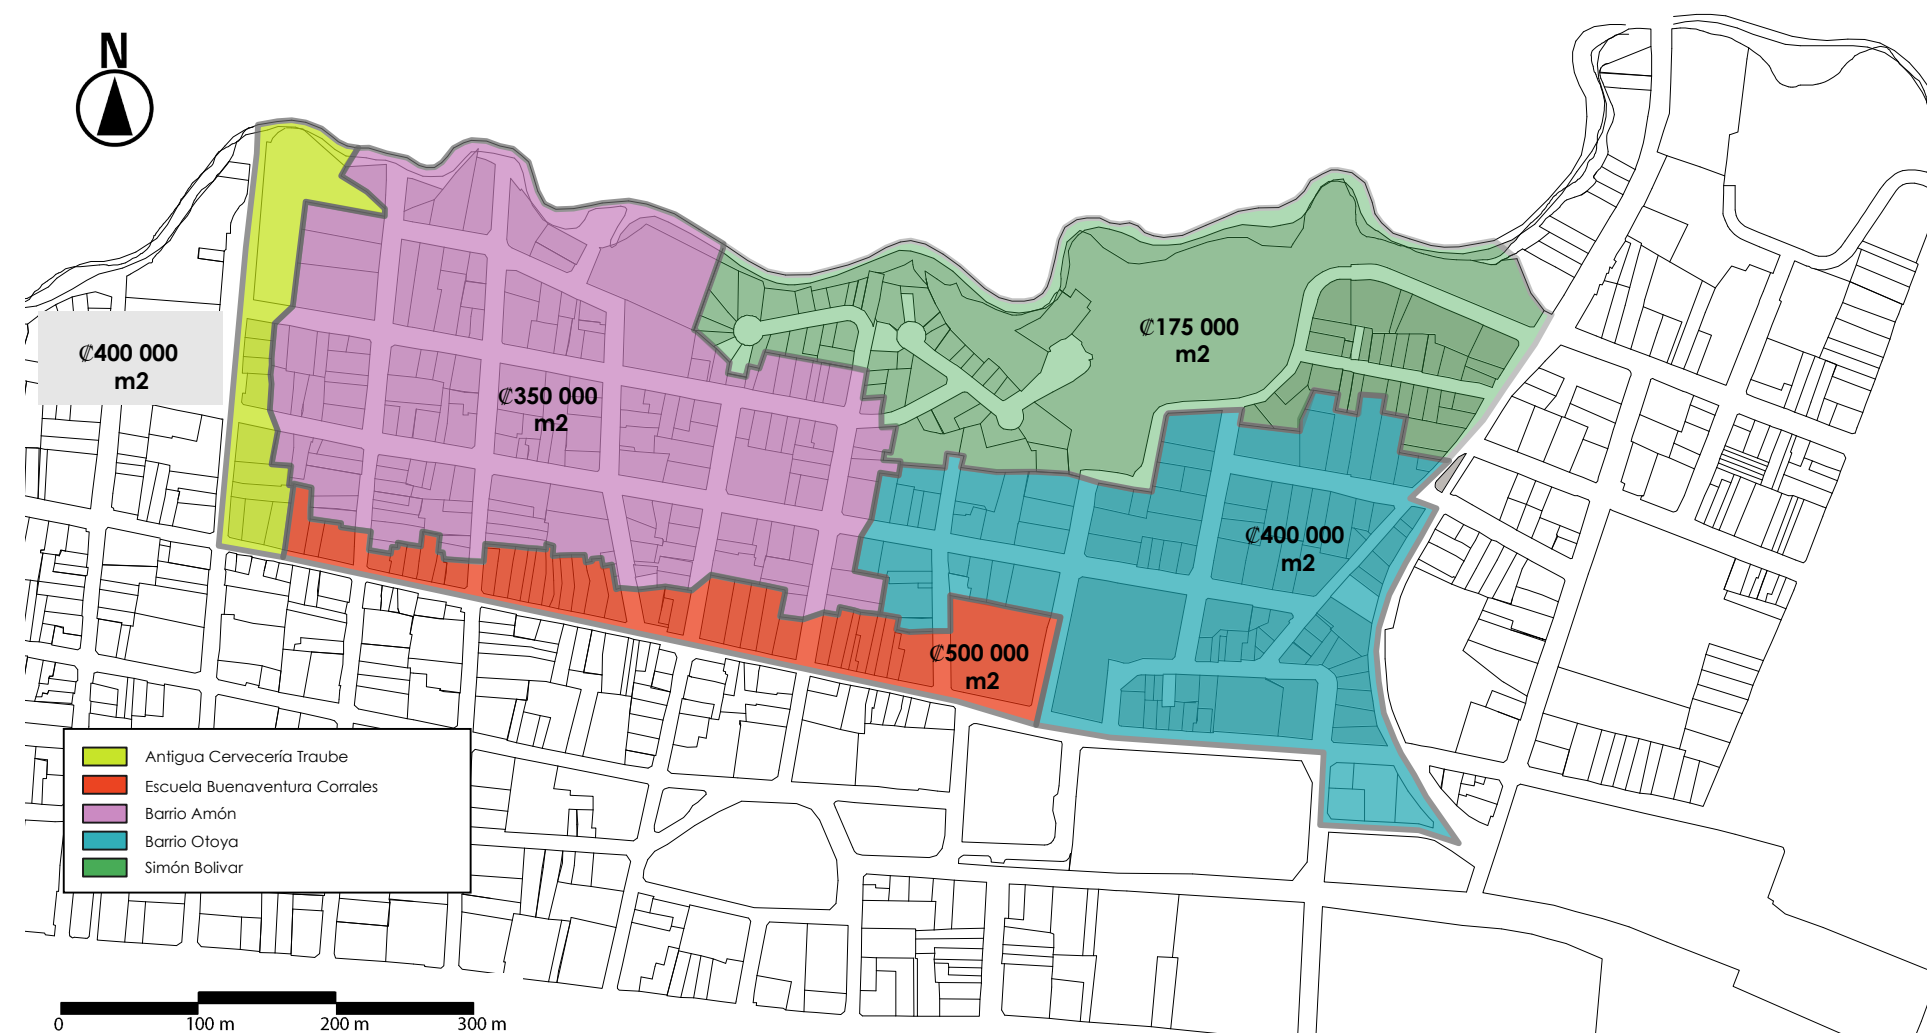 N
₡400 000
m2
₡350 000
m2
₡175 000
m2
₡400 000
m2
₡500 000
m2
Antigua Cervecería Traube
Escuela Buenaventura Corrales
Barrio Amón
Barrio Otoya
Simón Bolivar
0 100 m 200 m 300 m